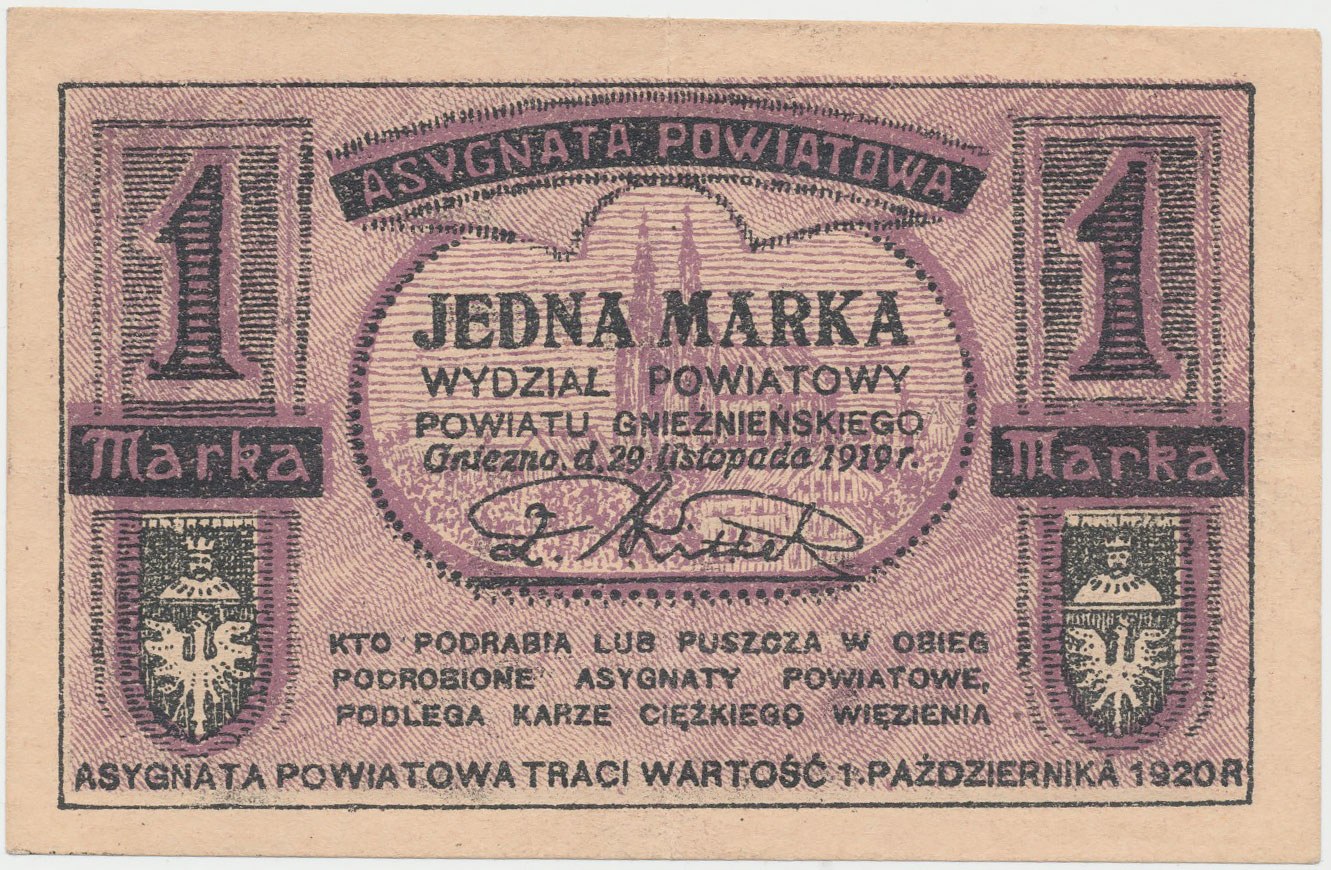 ASYGNATA POWIATOWA
1
1
JEDNA MARKA
WYDZIAŁ POWIATOWY
POWIATU GNIEŹNIEŃSKIEGO
Gniezno, d. 29. listopada 1919 r.
Marka
Marka
KTO PODRABIA LUB PUSZCZA W OBIEG
PODROBIONE ASYGNATY POWIATOWE,
PODLEGA KARZE CIĘŻKIEGO WIĘZIENIA
ASYGNATA POWIATOWA TRACI WARTOŚĆ 1. PAŹDZIERNIKA 1920 R